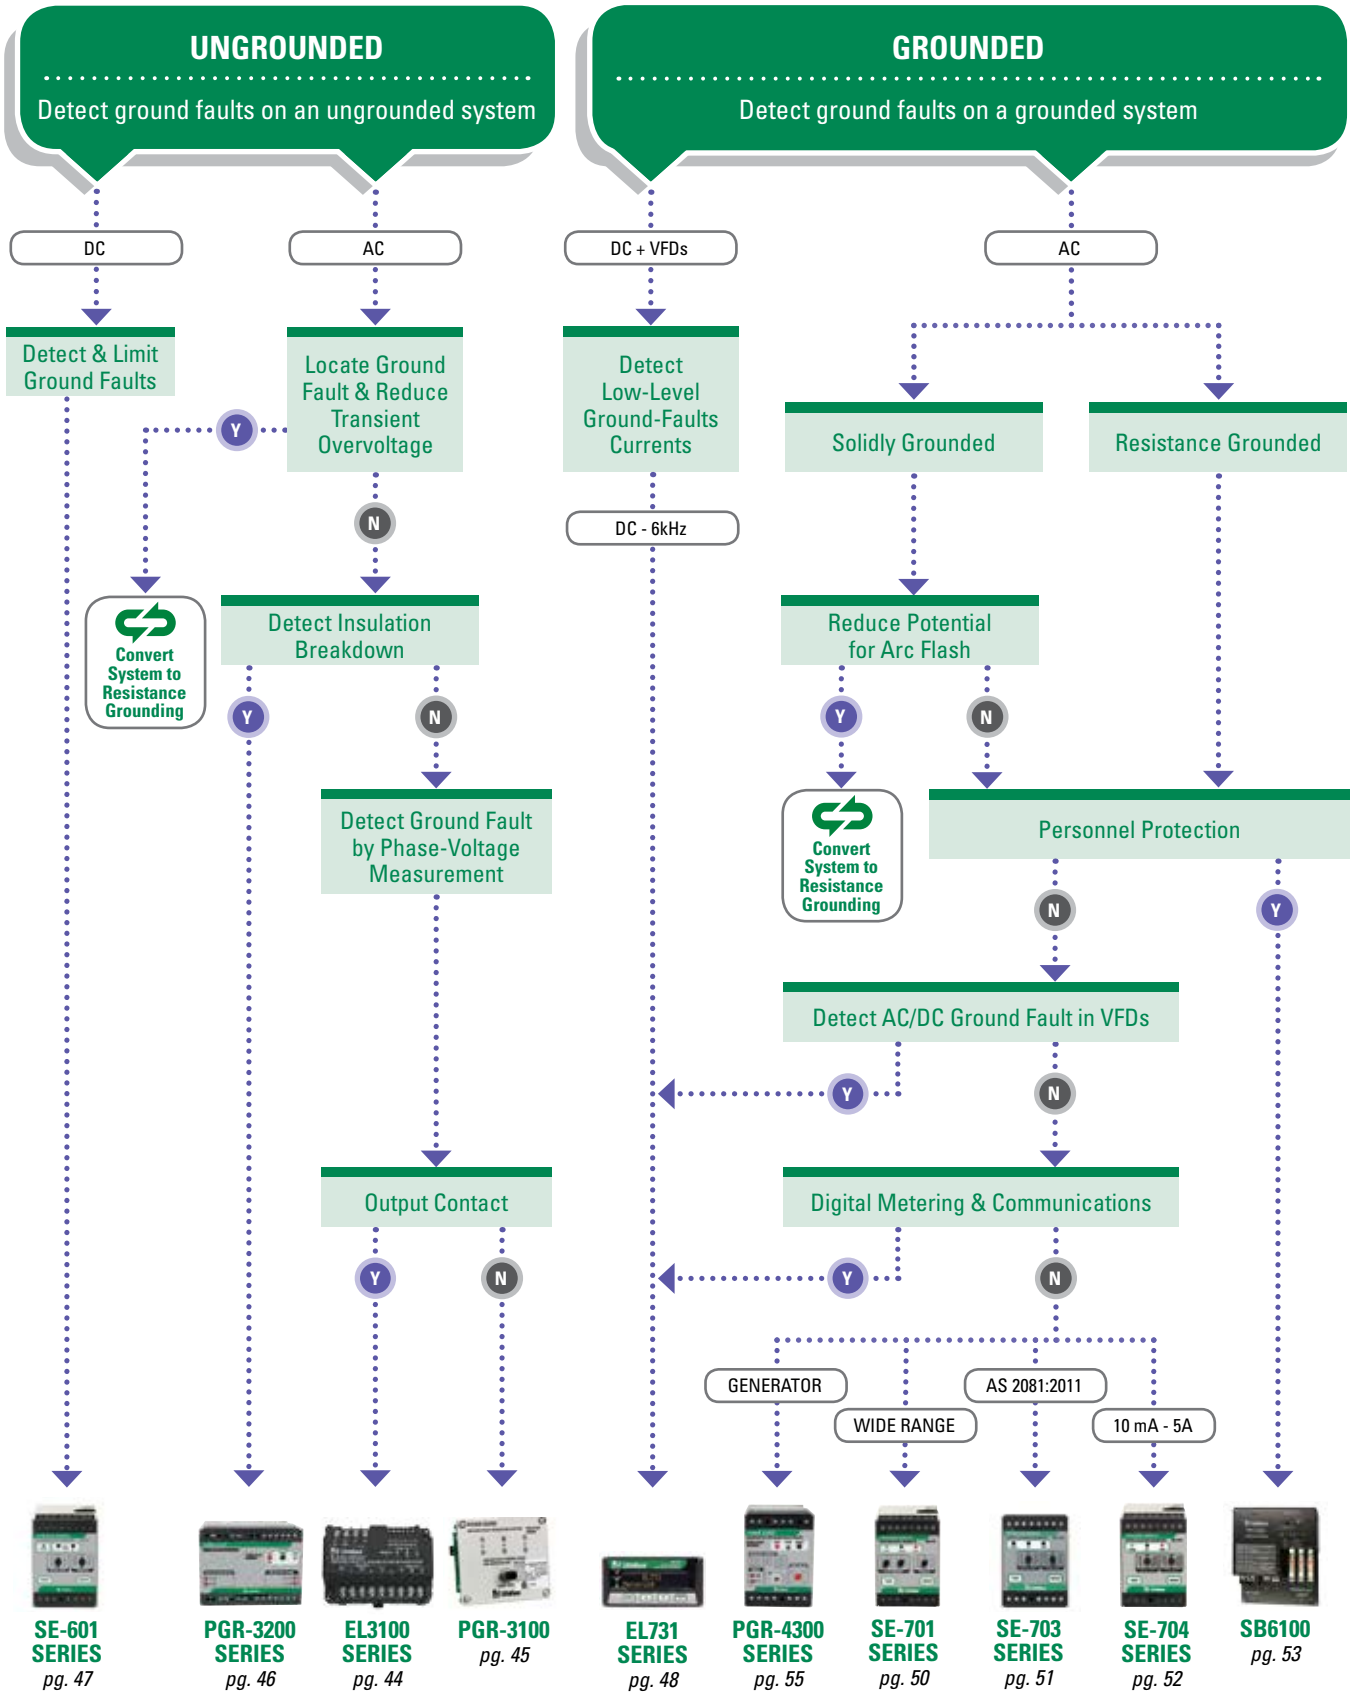 UNGROUNDED
Detect ground faults on an ungrounded system
GROUNDED
Detect ground faults on a grounded system
DC
AC
DC + VFDs
AC
Detect & Limit
Ground Faults
Locate Ground
Fault & Reduce
Transient
Overvoltage
Detect
Low-Level
Ground-Faults
Currents
Solidly Grounded
Resistance Grounded
Y
N
DC - 6kHz
Convert
System to
Resistance
Grounding
Detect Insulation
Breakdown
Reduce Potential
for Arc Flash
Y
N
Y
N
Detect Ground Fault
by Phase-Voltage
Measurement
Convert
System to
Resistance
Grounding
Personnel Protection
N
Y
Detect AC/DC Ground Fault in VFDs
Y
N
Output Contact
Digital Metering & Communications
Y
N
Y
N
GENERATOR
WIDE RANGE
AS 2081:2011
10 mA - 5A
SE-601
SERIES
pg. 47
PGR-3200
SERIES
pg. 46
EL3100
SERIES
pg. 44
PGR-3100
pg. 45
EL731
SERIES
pg. 48
PGR-4300
SERIES
pg. 55
SE-701
SERIES
pg. 50
SE-703
SERIES
pg. 51
SE-704
SERIES
pg. 52
SB6100
pg. 53